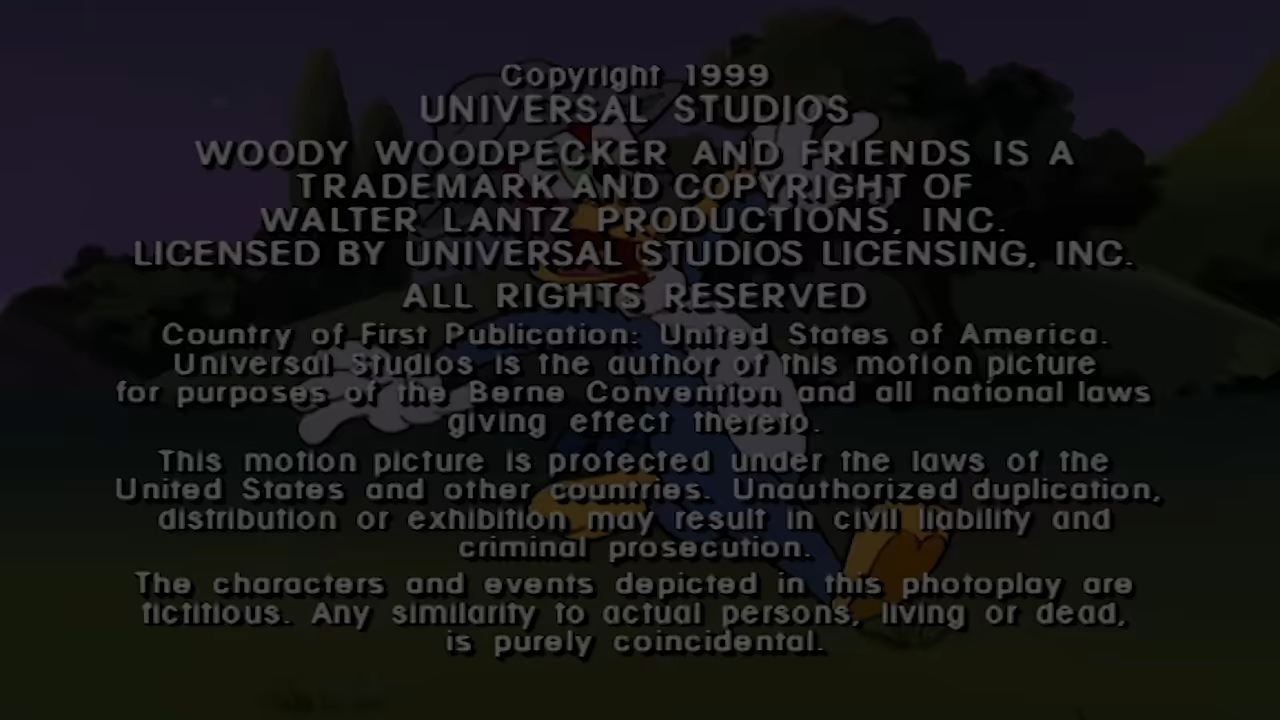 Copyright 1999
UNIVERSAL STUDIOS
WOODY WOODPECKER AND FRIENDS IS A
TRADEMARK AND COPYRIGHT OF
WALTER LANTZ PRODUCTIONS, INC.
LICENSED BY UNIVERSAL STUDIOS LICENSING, INC.
ALL RIGHTS RESERVED
Country of First Publication: United States of America.
Universal Studios is the author of this motion picture
for purposes of the Berne Convention and all national laws
giving effect thereto.
This motion picture is protected under the laws of the
United States and other countries. Unauthorized duplication,
distribution or exhibition may result in civil liability and
criminal prosecution.
The characters and events depicted in this photoplay are
fictitious. Any similarity to actual persons, living or dead,
is purely coincidental.